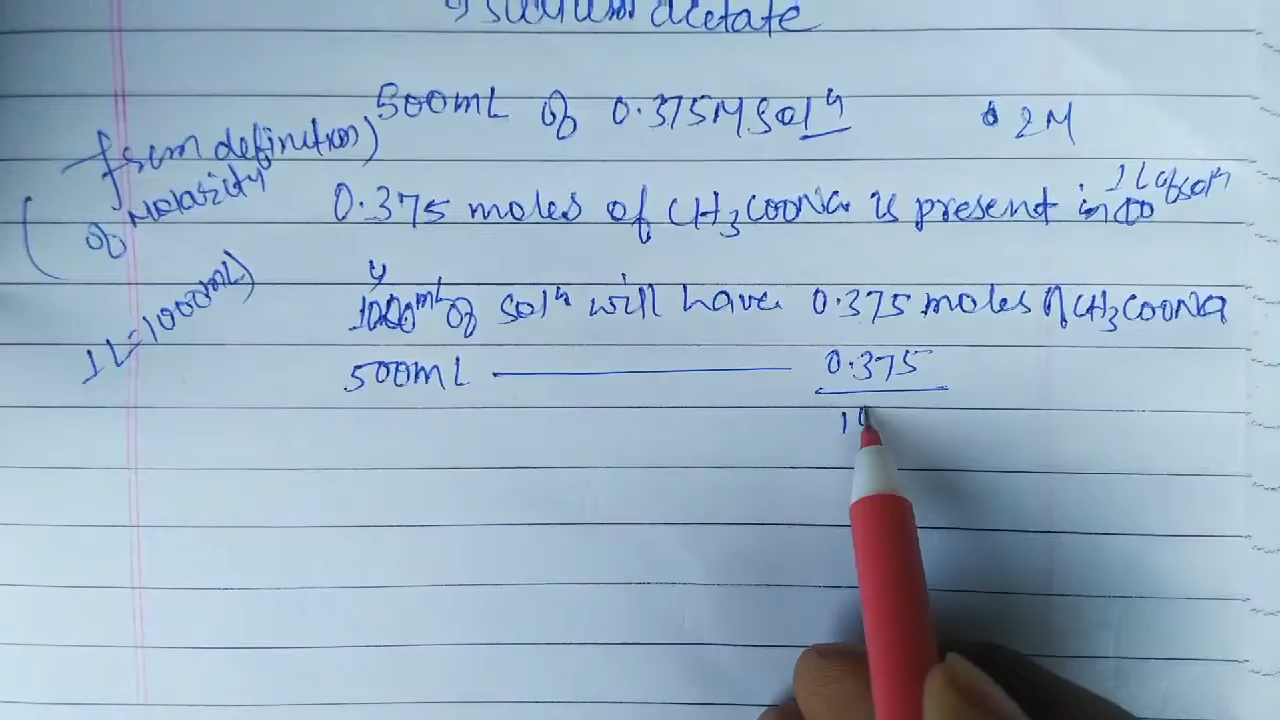 sodium acetate
500mL of 0.375M Solⁿ 2M
(from definition of Molarity)
0.375 moles of CH₃COONa is present in 1L of solⁿ
1000mL of solⁿ will have 0.375 moles of CH₃COONa
1L=1000mL)
500mL ——— 0.375
10